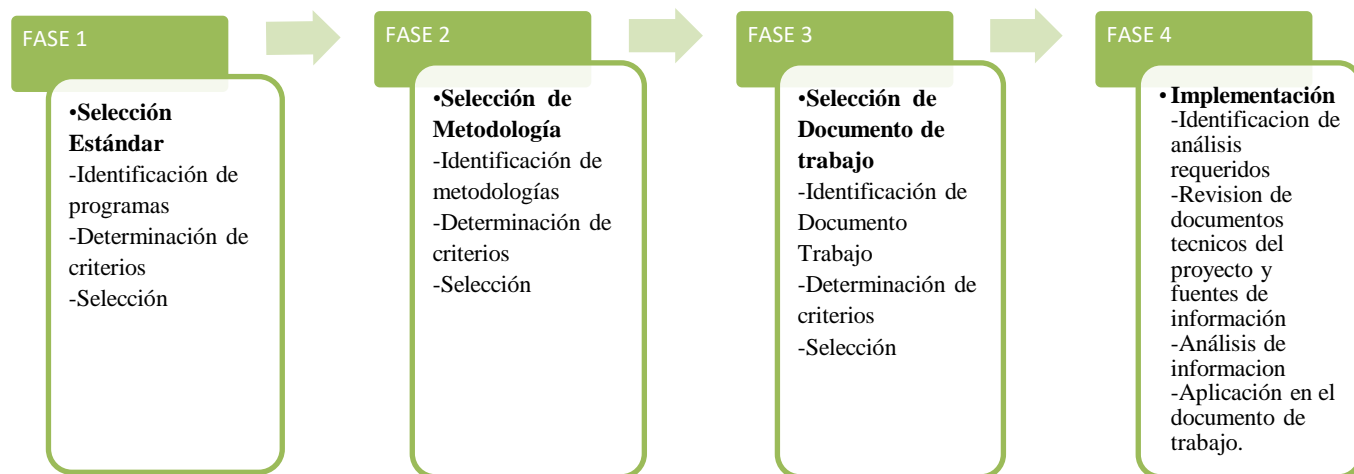 FASE 1
•Selección
Estándar
-Identificación de
programas
-Determinación de
criterios
-Selección
FASE 2
•Selección de
Metodología
-Identificación de
metodologías
-Determinación de
criterios
-Selección
FASE 3
•Selección de
Documento de
trabajo
-Identificación de
Documento
Trabajo
-Determinación de
criterios
-Selección
FASE 4
•Implementación
-Identificacion de
análisis
requeridos
-Revision de
documentos
tecnicos del
proyecto y
fuentes de
información
-Análisis de
informacion
-Aplicación en el
documento de
trabajo.